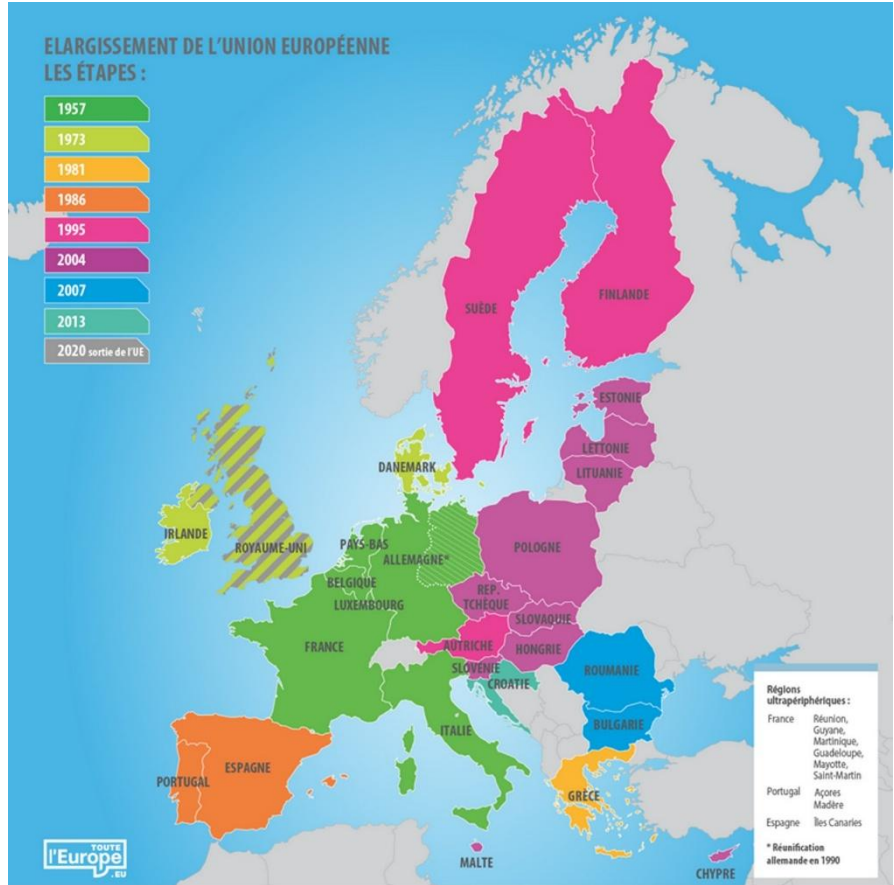 ELARGISSEMENT DE L'UNION EUROPÉENNE
LES ÉTAPES :
1957
1973
1981
1986
1995
2004
2007
2013
2020 sortie de l'UE
SUÈDE
FINLANDE
ESTONIE
LETTONIE
LITUANIE
DANEMARK
IRLANDE
ROYAUME-UNI
PAYS-BAS
ALLEMAGNE*
POLOGNE
BELGIQUE
LUXEMBOURG
REP.
TCHÈQUE
SLOVAQUIE
FRANCE
AUTRICHE
HONGRIE
SLOVÉNIE
CROATIE
ROUMANIE
ITALIE
BULGARIE
PORTUGAL
ESPAGNE
GRÈCE
MALTE
CHYPRE
Régions
ultrapériphériques :
France Réunion,
Guyane,
Martinique,
Guadeloupe,
Mayotte,
Saint-Martin
Portugal Açores
Madère
Espagne Îles Canaries
* Réunification
allemande en 1990
TOUTE
l'Europe
.EU